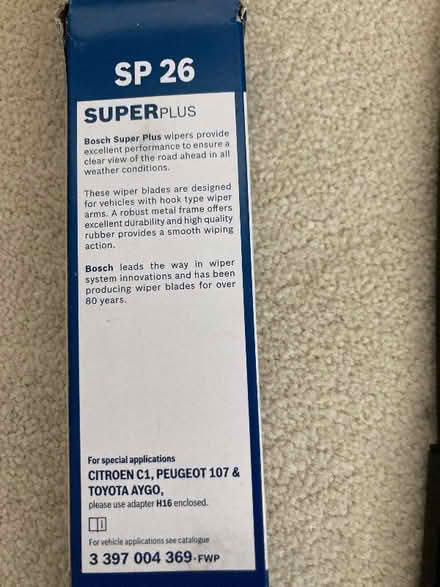 SP 26
SUPERPLUS
Bosch Super Plus wipers provide
excellent performance to ensure a
clear view of the road ahead in all
weather conditions.
These wiper blades are designed
for vehicles with hook type wiper
arms. A robust metal frame offers
excellent durability and high quality
rubber provides a smooth wiping
action.
Bosch leads the way in wiper
system innovations and has been
producing wiper blades for over
80 years.
For special applications
CITROEN C1, PEUGEOT 107 &
TOYOTA AYGO,
please use adapter H16 enclosed.
For vehicle applications see catalogue
3 397 004 369-FWP